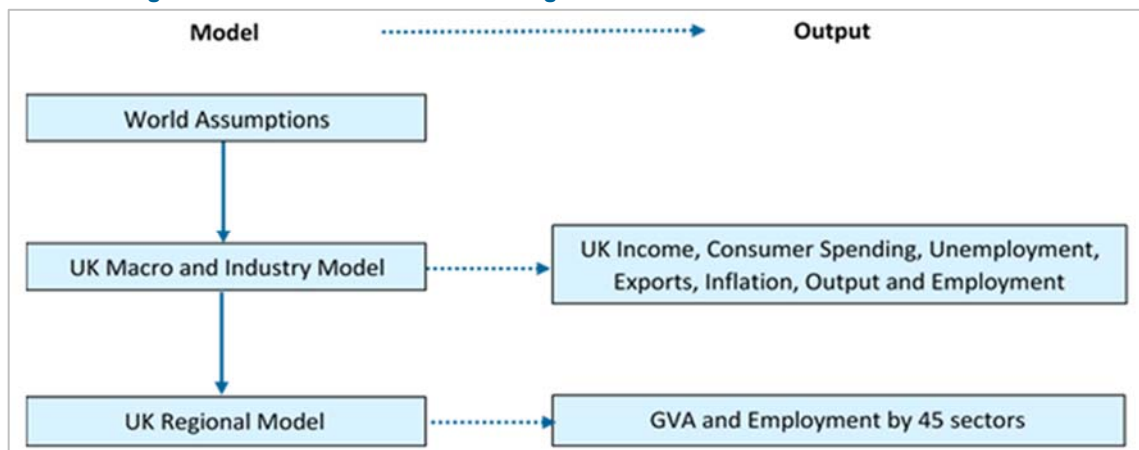 Model
Output
World Assumptions
UK Macro and Industry Model
UK Income, Consumer Spending, Unemployment,
Exports, Inflation, Output and Employment
UK Regional Model
GVA and Employment by 45 sectors